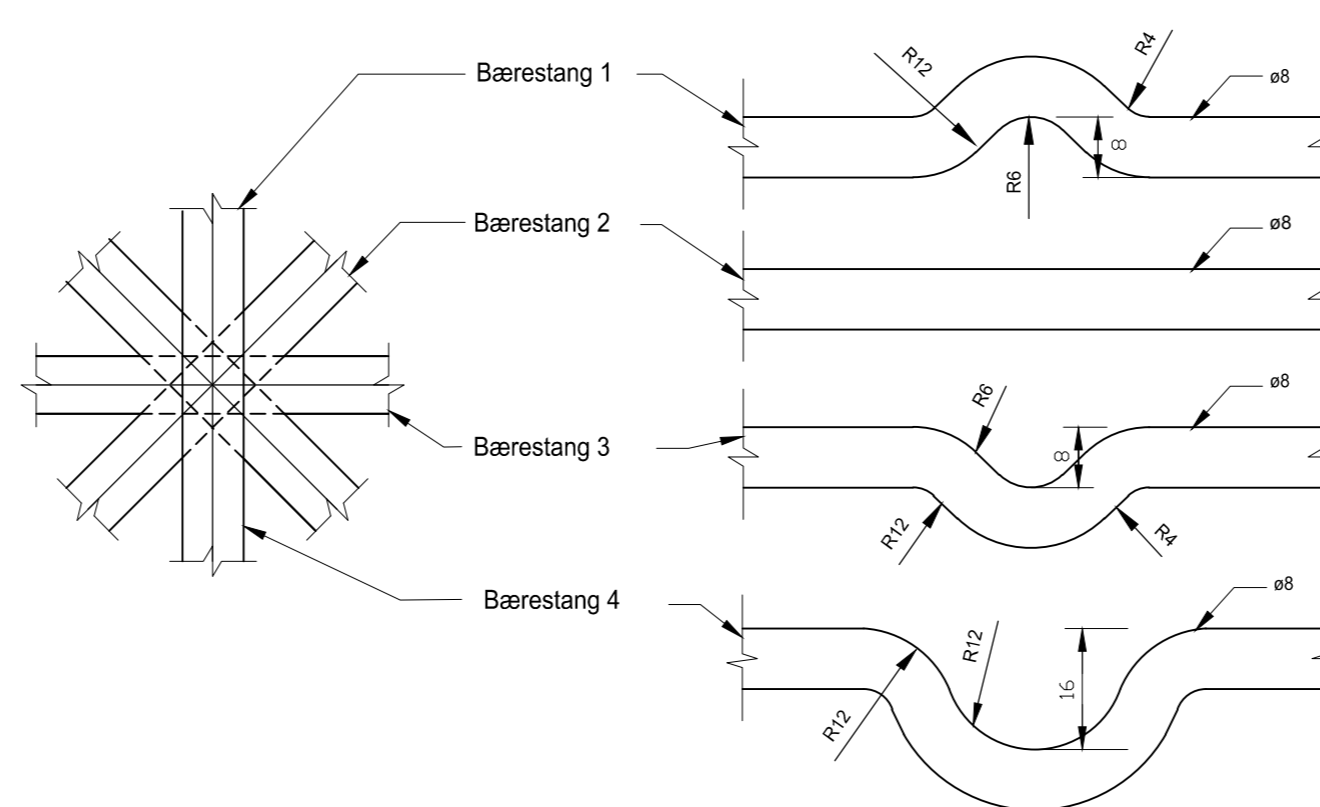 Bærestang 1
R12
R4
ø8
8
R6
Bærestang 2
ø8
Bærestang 3
R6
ø8
8
R12
R4
Bærestang 4
ø8
R12
R12
16